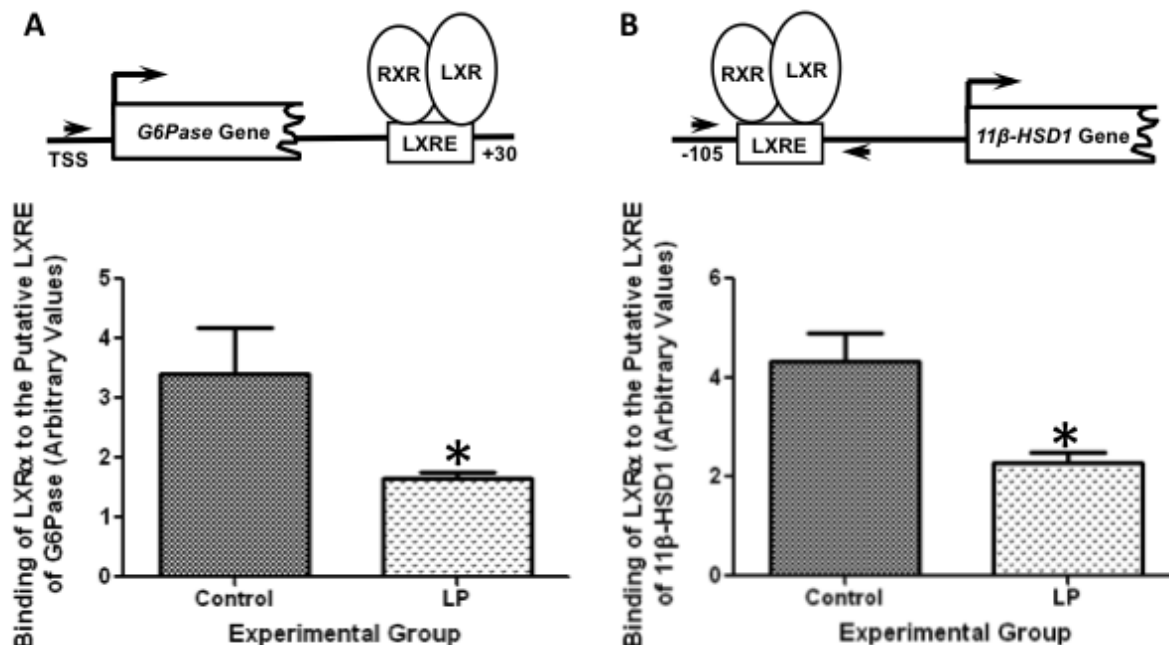 A
RXR
LXR
G6Pase Gene
LXRE
TSS
+30
Binding of LXRα to the Putative LXRE
of G6Pase (Arbitrary Values)
5
4
3
2
1
0
*
Control
LP
Experimental Group
B
RXR
LXR
11β-HSD1 Gene
-105
LXRE
Binding of LXRα to the Putative LXRE
of 11β-HSD1 (Arbitrary Values)
6
4
2
0
*
Control
LP
Experimental Group